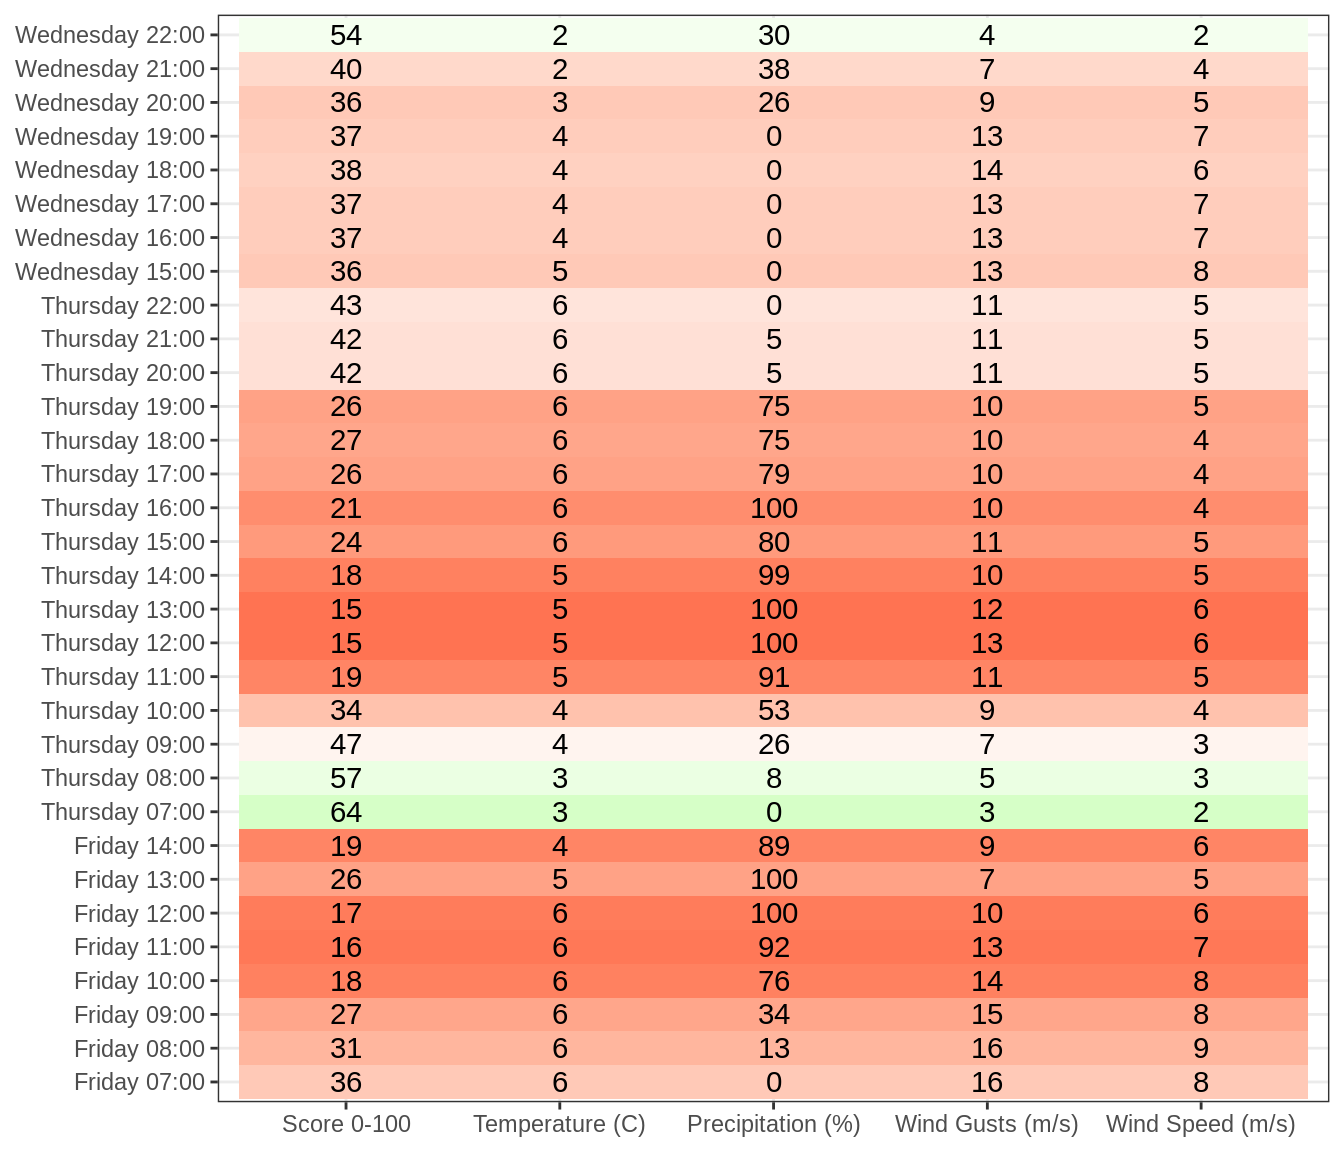 Wednesday 22:00 54 2 30 4 2
Wednesday 21:00 40 2 38 7 4
Wednesday 20:00 36 3 26 9 5
Wednesday 19:00 37 4 0 13 7
Wednesday 18:00 38 4 0 14 6
Wednesday 17:00 37 4 0 13 7
Wednesday 16:00 37 4 0 13 7
Wednesday 15:00 36 5 0 13 8
Thursday 22:00 43 6 0 11 5
Thursday 21:00 42 6 5 11 5
Thursday 20:00 42 6 5 11 5
Thursday 19:00 26 6 75 10 5
Thursday 18:00 27 6 75 10 4
Thursday 17:00 26 6 79 10 4
Thursday 16:00 21 6 100 10 4
Thursday 15:00 24 6 80 11 5
Thursday 14:00 18 5 99 10 5
Thursday 13:00 15 5 100 12 6
Thursday 12:00 15 5 100 13 6
Thursday 11:00 19 5 91 11 5
Thursday 10:00 34 4 53 9 4
Thursday 09:00 47 4 26 7 3
Thursday 08:00 57 3 8 5 3
Thursday 07:00 64 3 0 3 2
Friday 14:00 19 4 89 9 6
Friday 13:00 26 5 100 7 5
Friday 12:00 17 6 100 10 6
Friday 11:00 16 6 92 13 7
Friday 10:00 18 6 76 14 8
Friday 09:00 27 6 34 15 8
Friday 08:00 31 6 13 16 9
Friday 07:00 36 6 0 16 8
Score 0-100 Temperature (C) Precipitation (%) Wind Gusts (m/s) Wind Speed (m/s)